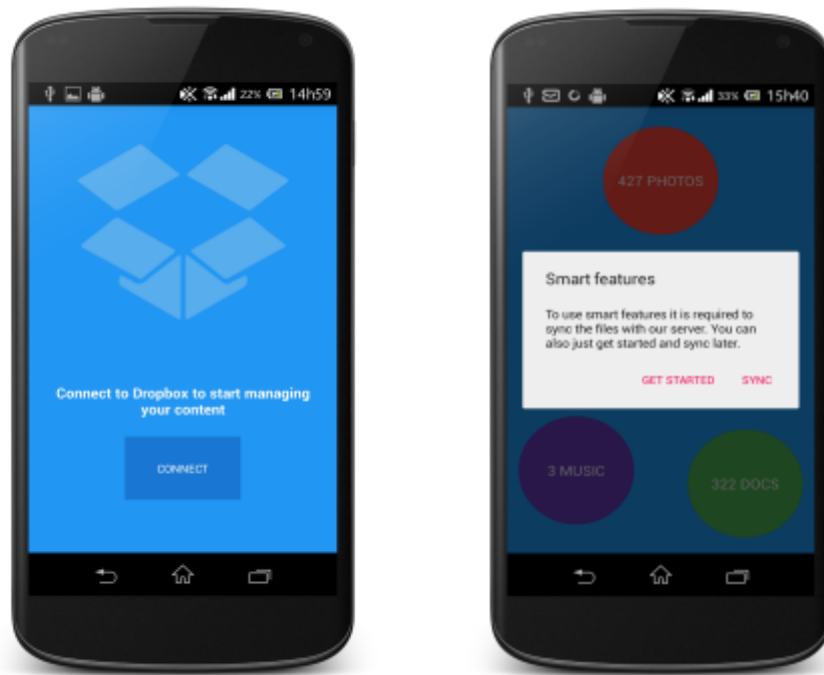 22% 14h59
Connect to Dropbox to start managing
your content
CONNECT
33% 15h40
427 PHOTOS
Smart features
To use smart features it is required to
sync the files with our server. You can
also just get started and sync later.
GET STARTED SYNC
3 MUSIC
322 DOCS